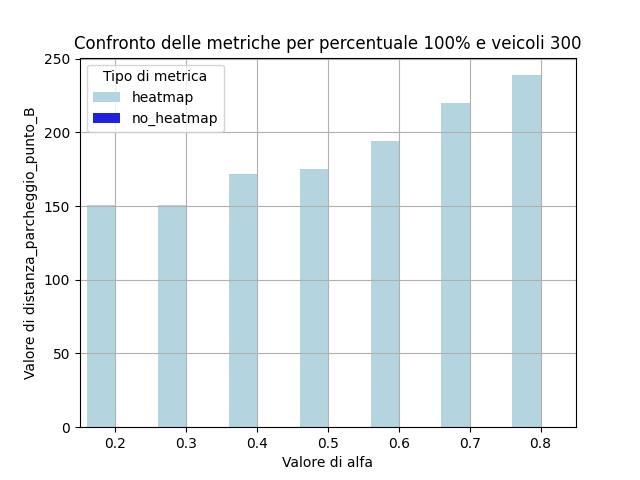 Confronto delle metriche per percentuale 100% e veicoli 300
Tipo di metrica
heatmap
no_heatmap
Valore di distanza_parcheggio_punto_B
250
200
150
100
50
0
0.2 0.3 0.4 0.5 0.6 0.7 0.8
Valore di alfa